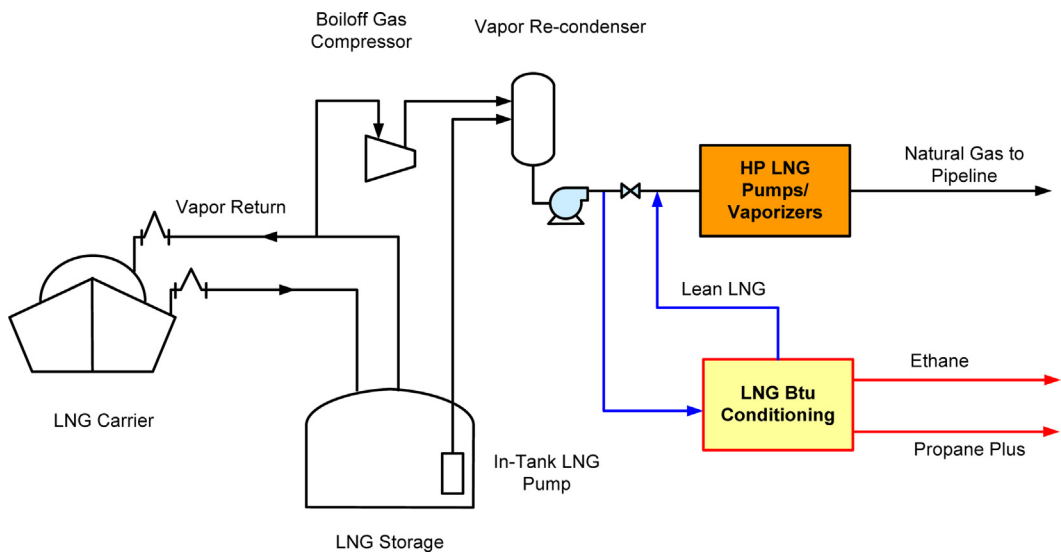 Boiloff Gas
Compressor
Vapor Re-condenser
HP LNG
Pumps/
Vaporizers
Natural Gas to
Pipeline
Vapor Return
Lean LNG
LNG Btu
Conditioning
Ethane
Propane Plus
LNG Carrier
In-Tank LNG
Pump
LNG Storage